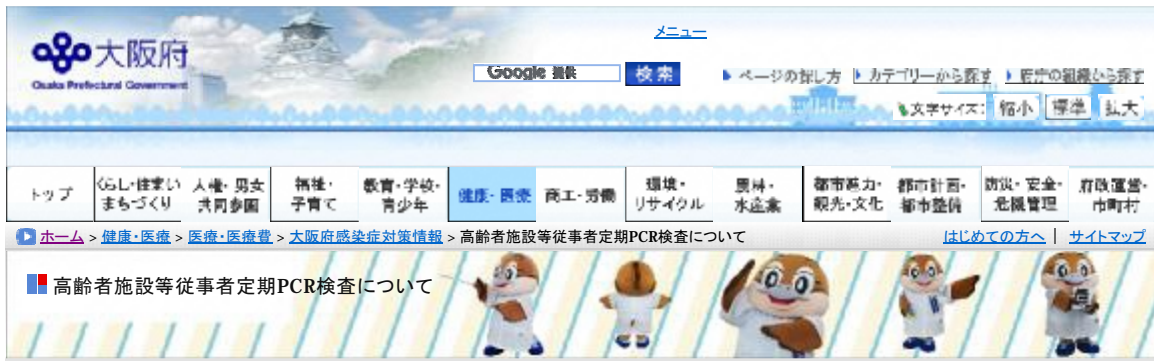 メニュー
大阪府
Osaka Prefectural Government
Google 提供 検索
ページの探し方 カテゴリーから探す 府庁の組織から探す
文字サイズ: 縮小 標準 拡大
トップ
くらし・住まい
まちづくり
人権・男女
共同参画
福祉・
子育て
教育・学校・
青少年
健康・医療
商工・労働
環境・
リサイクル
農林・
水産業
都市魅力・
観光・文化
都市計画・
都市整備
防災・安全・
危機管理
府政運営・
市町村
ホーム > 健康・医療 > 医療・医療費 > 大阪府感染症対策情報 > 高齢者施設等従事者定期PCR検査について
はじめての方へ | サイトマップ
高齢者施設等従事者定期PCR検査について